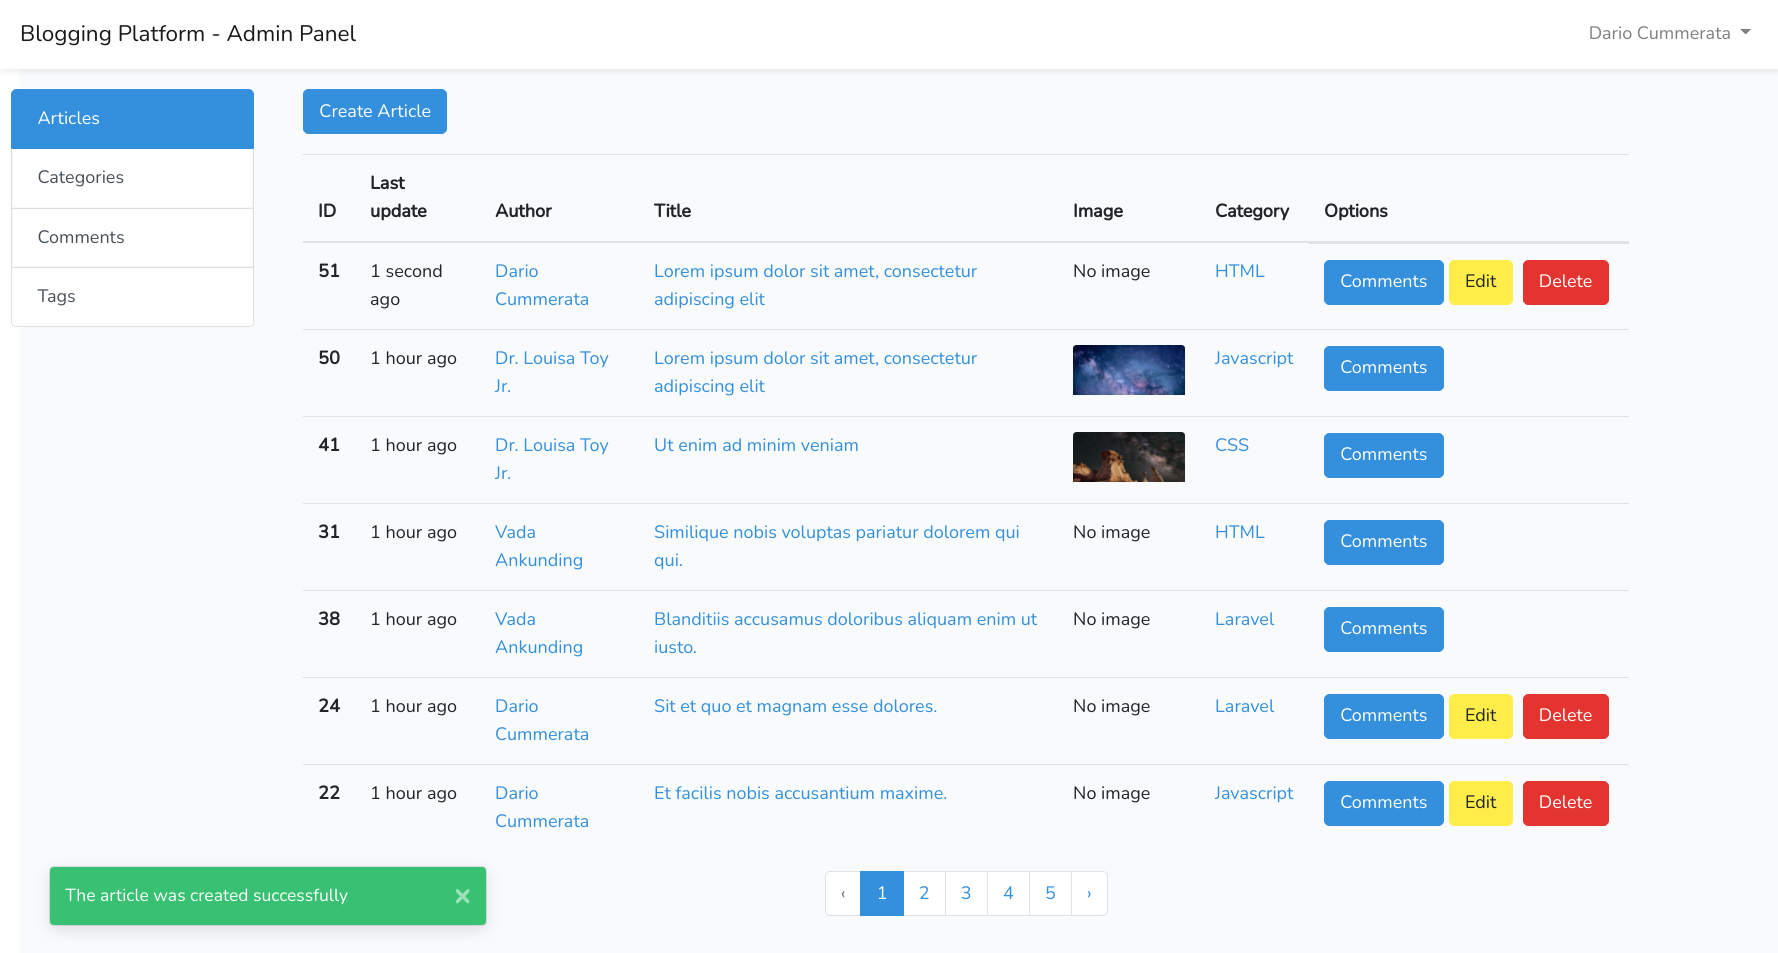 Blogging Platform - Admin Panel
Dario Cummerata
Articles
Categories
Comments
Tags
Create Article
ID
Last
update
Author
Title
Image
Category
Options
51
1 second
ago
Dario
Cummerata
Lorem ipsum dolor sit amet, consectetur
adipiscing elit
No image
HTML
Comments
Edit
Delete
50
1 hour ago
Dr. Louisa Toy
Jr.
Lorem ipsum dolor sit amet, consectetur
adipiscing elit
Javascript
Comments
41
1 hour ago
Dr. Louisa Toy
Jr.
Ut enim ad minim veniam
CSS
Comments
31
1 hour ago
Vada
Ankunding
Similique nobis voluptas pariatur dolorem qui
qui.
No image
HTML
Comments
38
1 hour ago
Vada
Ankunding
Blanditiis accusamus doloribus aliquam enim ut
iusto.
No image
Laravel
Comments
24
1 hour ago
Dario
Cummerata
Sit et quo et magnam esse dolores.
No image
Laravel
Comments
Edit
Delete
22
1 hour ago
Dario
Cummerata
Et facilis nobis accusantium maxime.
No image
Javascript
Comments
Edit
Delete
The article was created successfully ×
‹ 1 2 3 4 5 ›